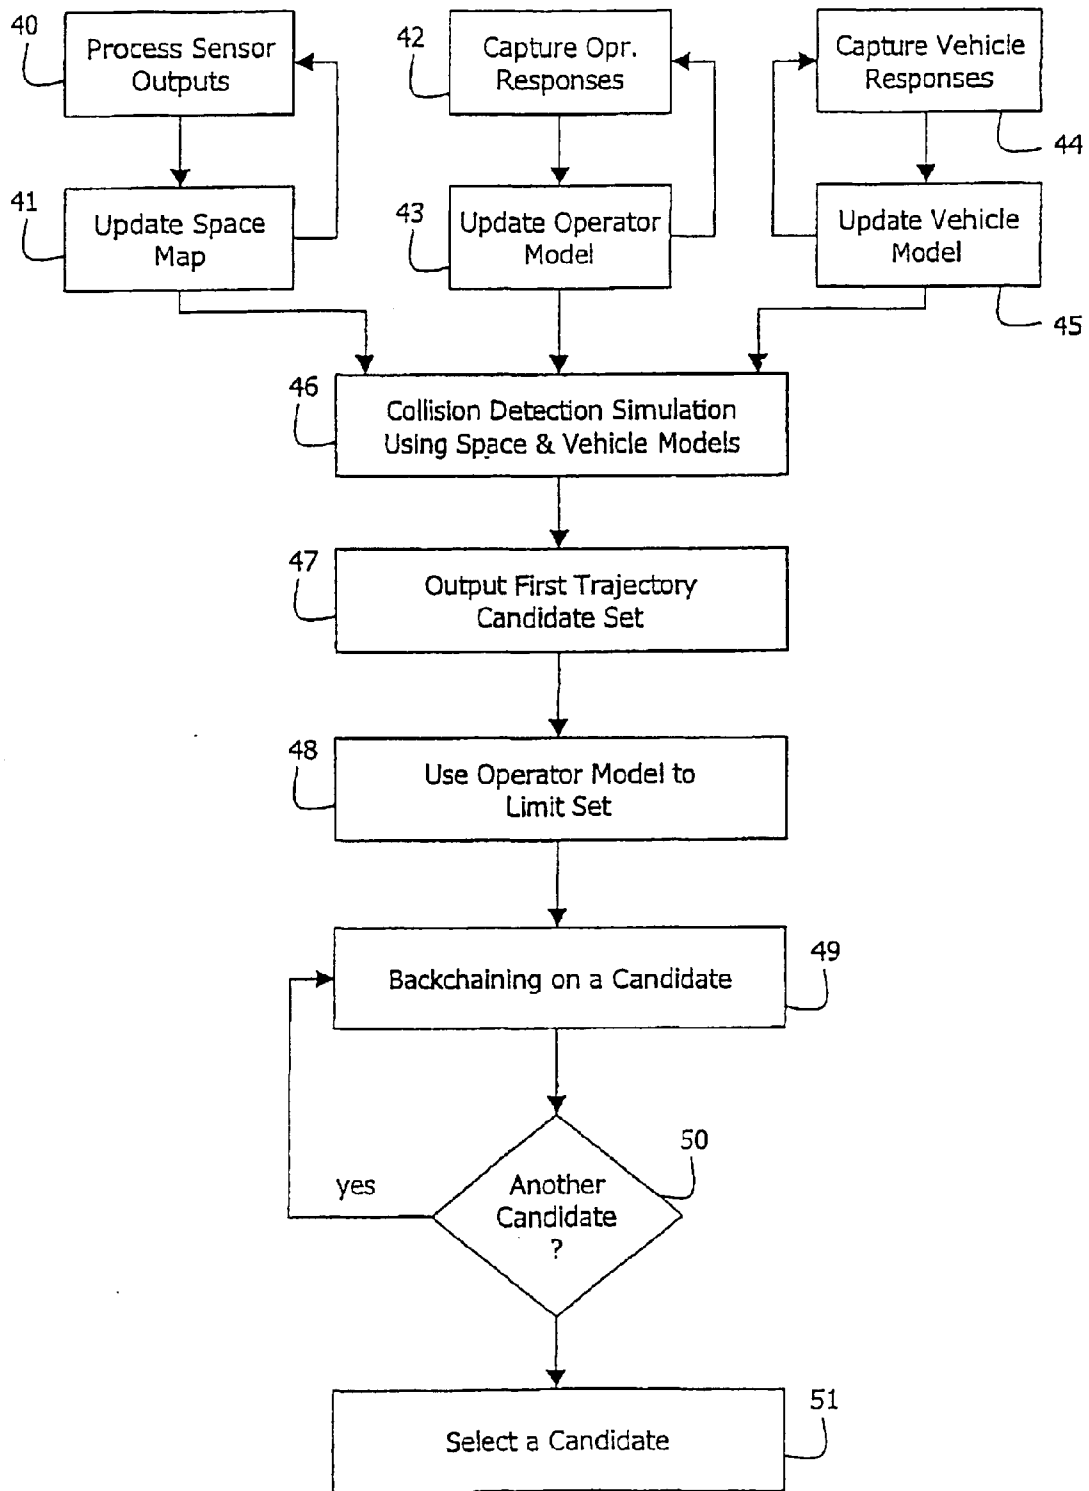 40
Process Sensor
Outputs
42
Capture Opr.
Responses
Capture Vehicle
Responses
44
41
Update Space
Map
43
Update Operator
Model
Update Vehicle
Model
45
46
Collision Detection Simulation
Using Space & Vehicle Models
47
Output First Trajectory
Candidate Set
48
Use Operator Model to
Limit Set
Backchaining on a Candidate
49
50
yes
Another
Candidate
?
51
Select a Candidate